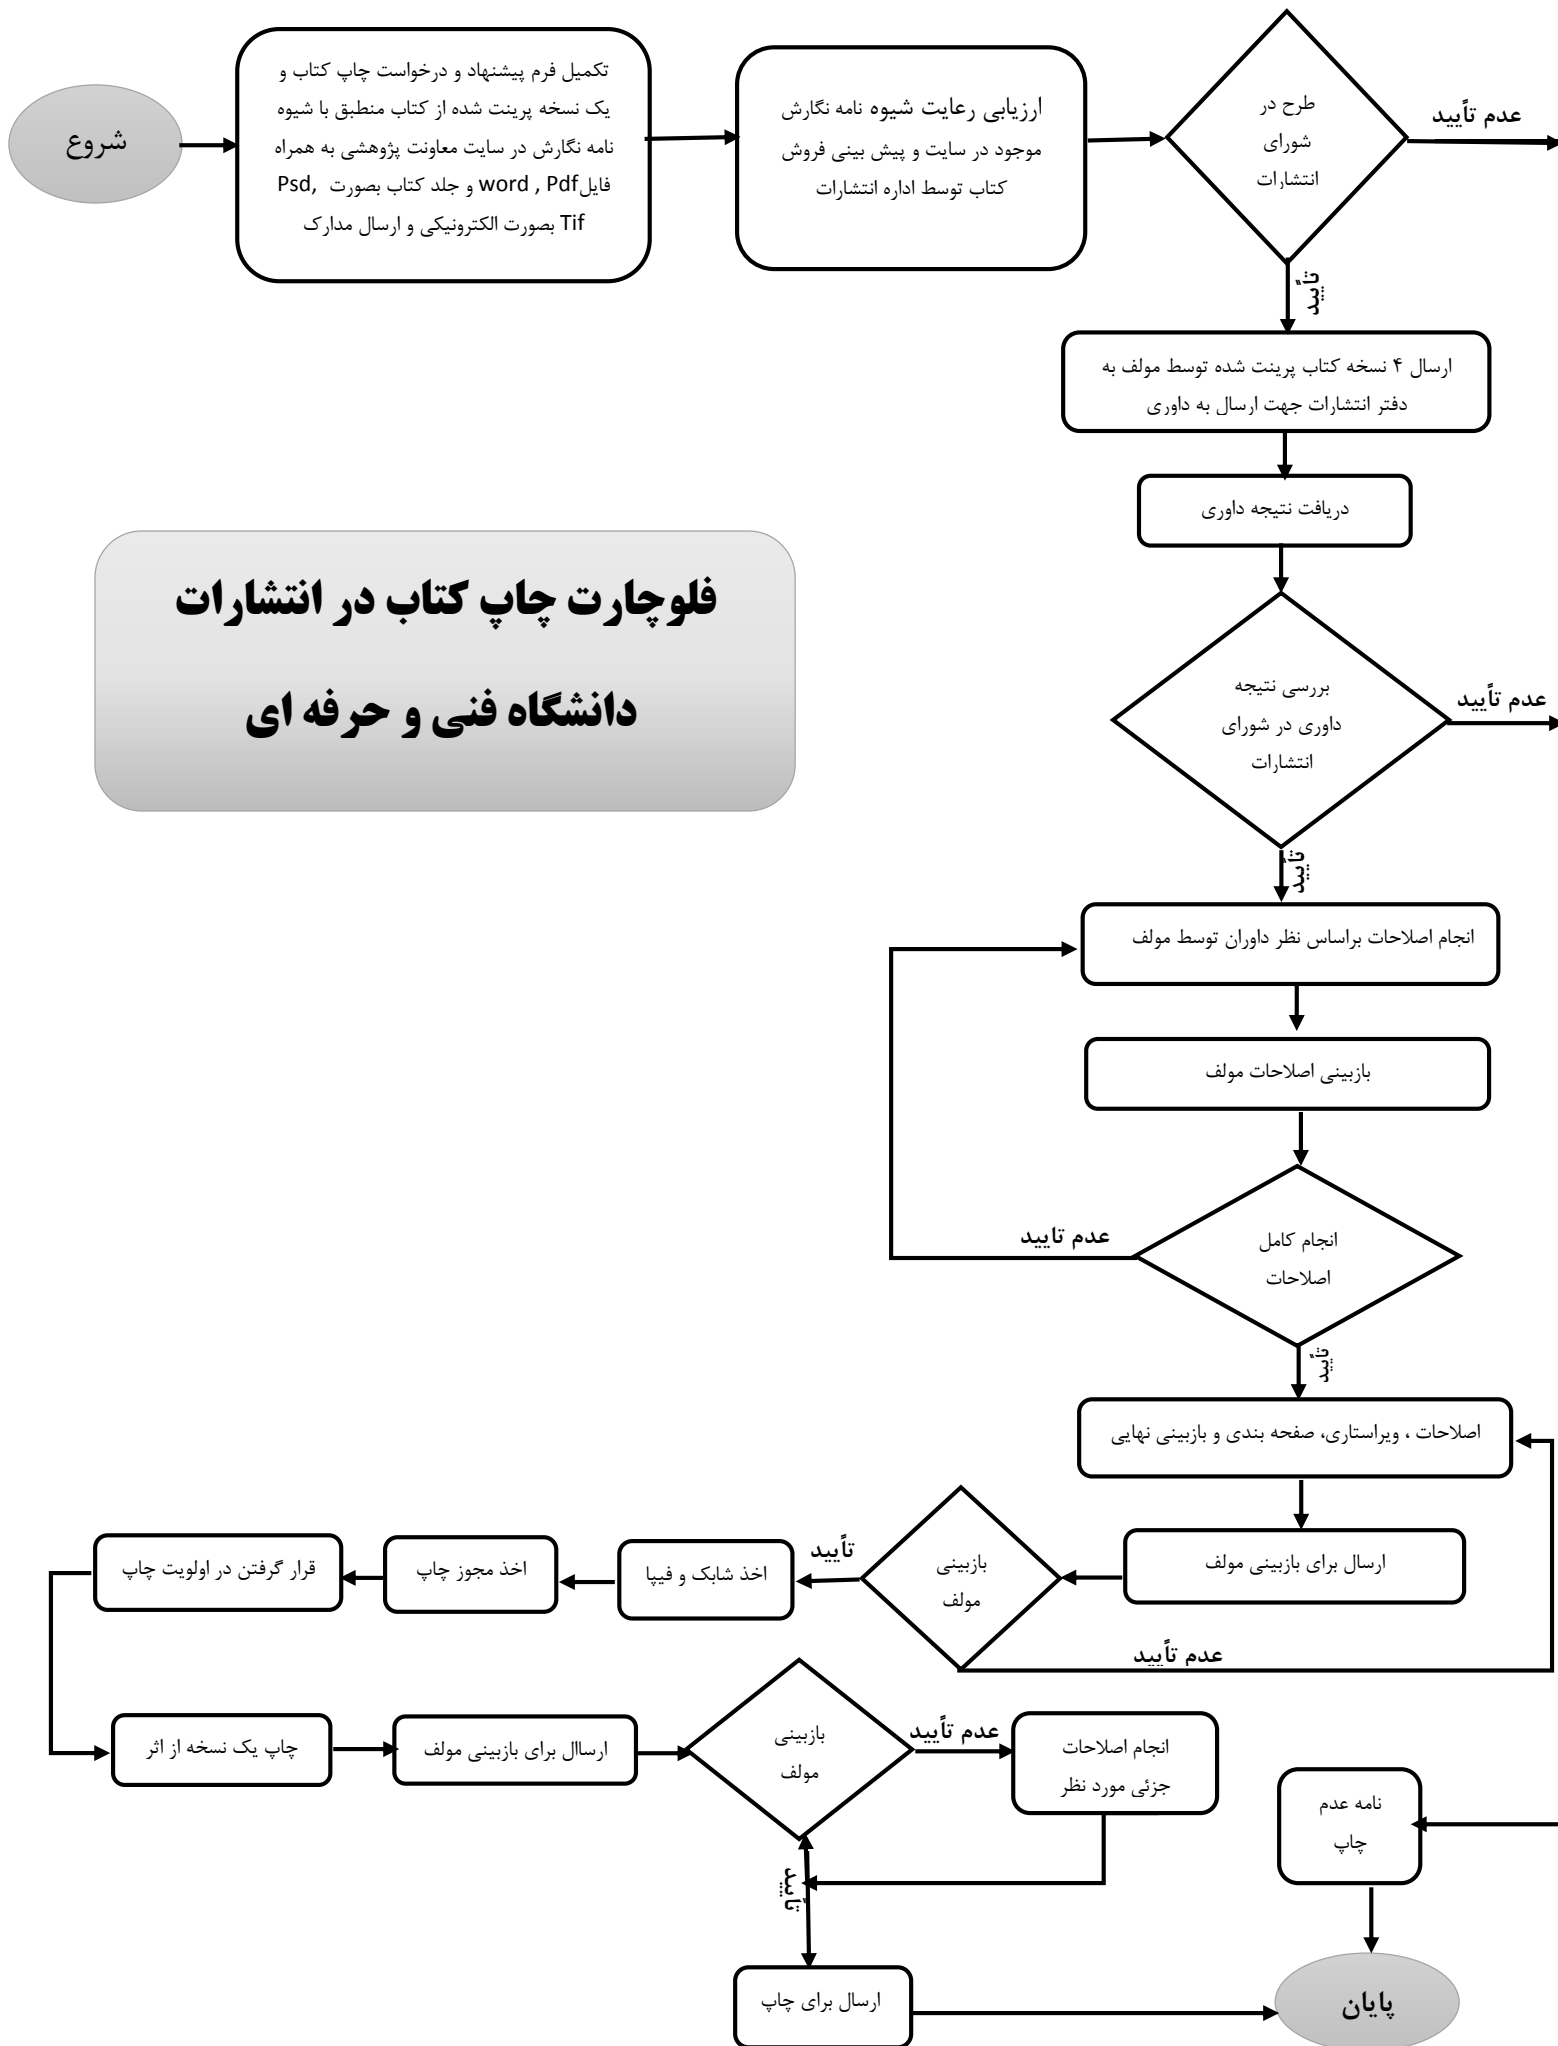 شروع
تکمیل فرم پیشنهاد و درخواست چاپ کتاب و
یک نسخه پرینت شده از کتاب منطبق با شیوه
نامه نگارش در سایت معاونت پژوهشی به همراه
فایل word , Pdf و جلد کتاب بصورت Psd,
Tif بصورت الکترونیکی و ارسال مدارک
ارزیابی رعایت شیوه نامه نگارش
موجود در سایت و پیش بینی فروش
کتاب توسط اداره انتشارات
طرح در
شورای
انتشارات
عدم تأیید
تأیید
ارسال ۴ نسخه کتاب پرینت شده توسط مولف به
دفتر انتشارات جهت ارسال به داوری
دریافت نتیجه داوری
فلوچارت چاپ کتاب در انتشارات
دانشگاه فنی و حرفه ای
بررسی نتیجه
داوری در شورای
انتشارات
عدم تأیید
تأیید
انجام اصلاحات براساس نظر داوران توسط مولف
بازبینی اصلاحات مولف
انجام کامل
اصلاحات
عدم تایید
تأیید
اصلاحات ، ویراستاری، صفحه بندی و بازبینی نهایی
ارسال برای بازبینی مولف
بازبینی
مولف
تأیید
عدم تأیید
اخذ شابک و فیپا
اخذ مجوز چاپ
قرار گرفتن در اولویت چاپ
چاپ یک نسخه از اثر
ارساال برای بازبینی مولف
بازبینی
مولف
عدم تأیید
انجام اصلاحات
جزئی مورد نظر
تأیید
نامه عدم
چاپ
ارسال برای چاپ
پایان